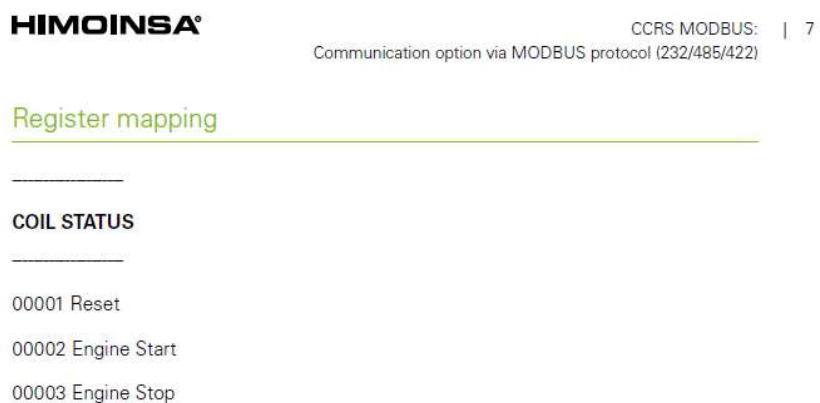 HIMOINSA
CCRS MODBUS: | 7
Communication option via MODBUS protocol (232/485/422)
Register mapping
COIL STATUS
00001 Reset
00002 Engine Start
00003 Engine Stop